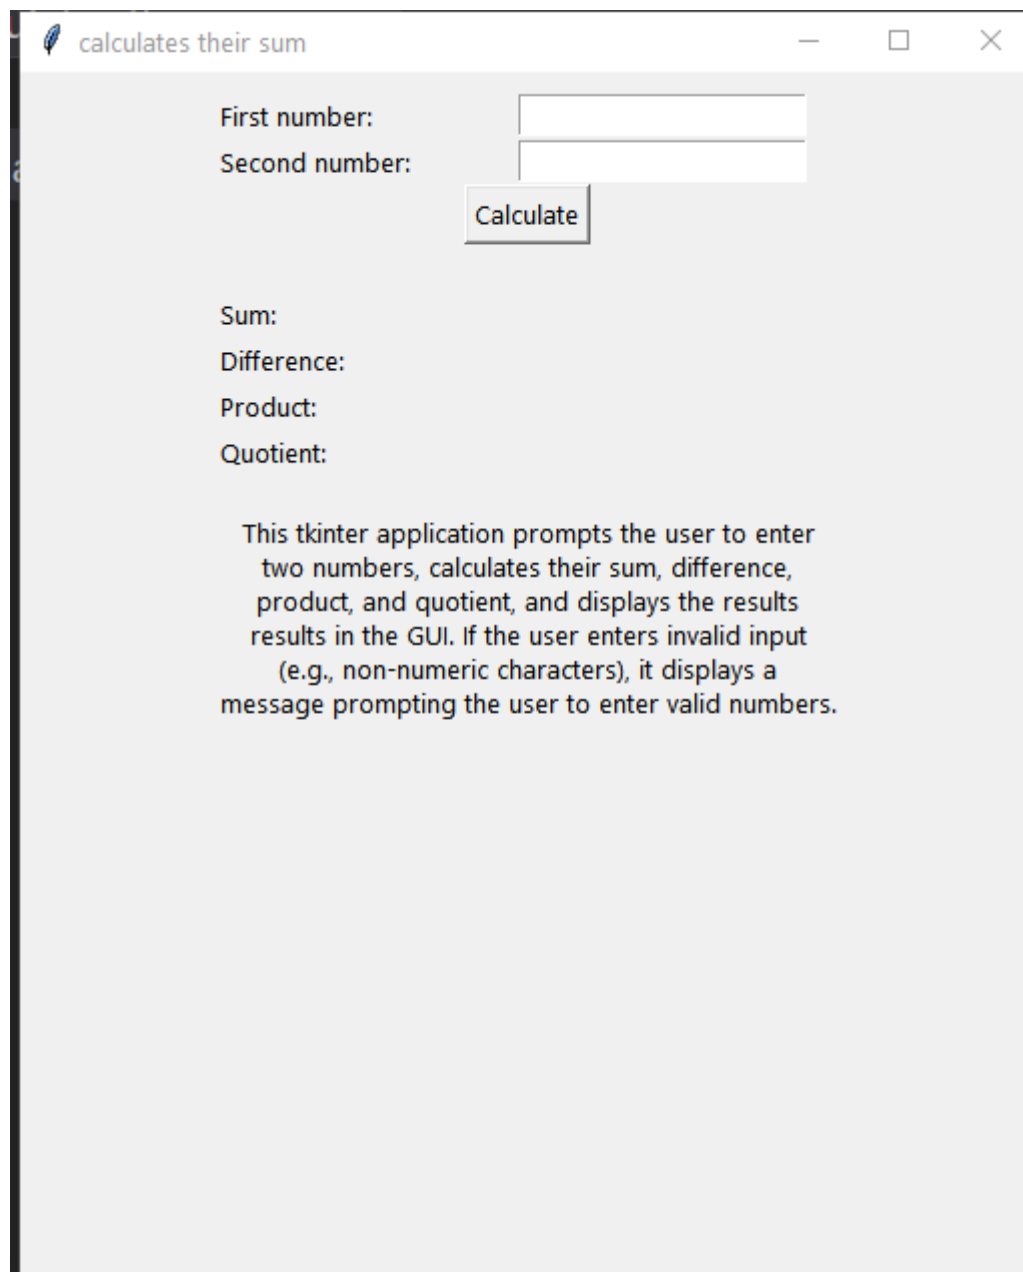 calculates their sum
First number:
Second number:
Calculate
Sum:
Difference:
Product:
Quotient:
This tkinter application prompts the user to enter
two numbers, calculates their sum, difference,
product, and quotient, and displays the results
results in the GUI. If the user enters invalid input
(e.g., non-numeric characters), it displays a
message prompting the user to enter valid numbers.